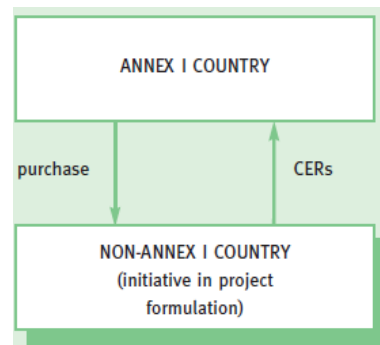 ANNEX I COUNTRY
purchase
CERs
NON-ANNEX I COUNTRY
(initiative in project
formulation)